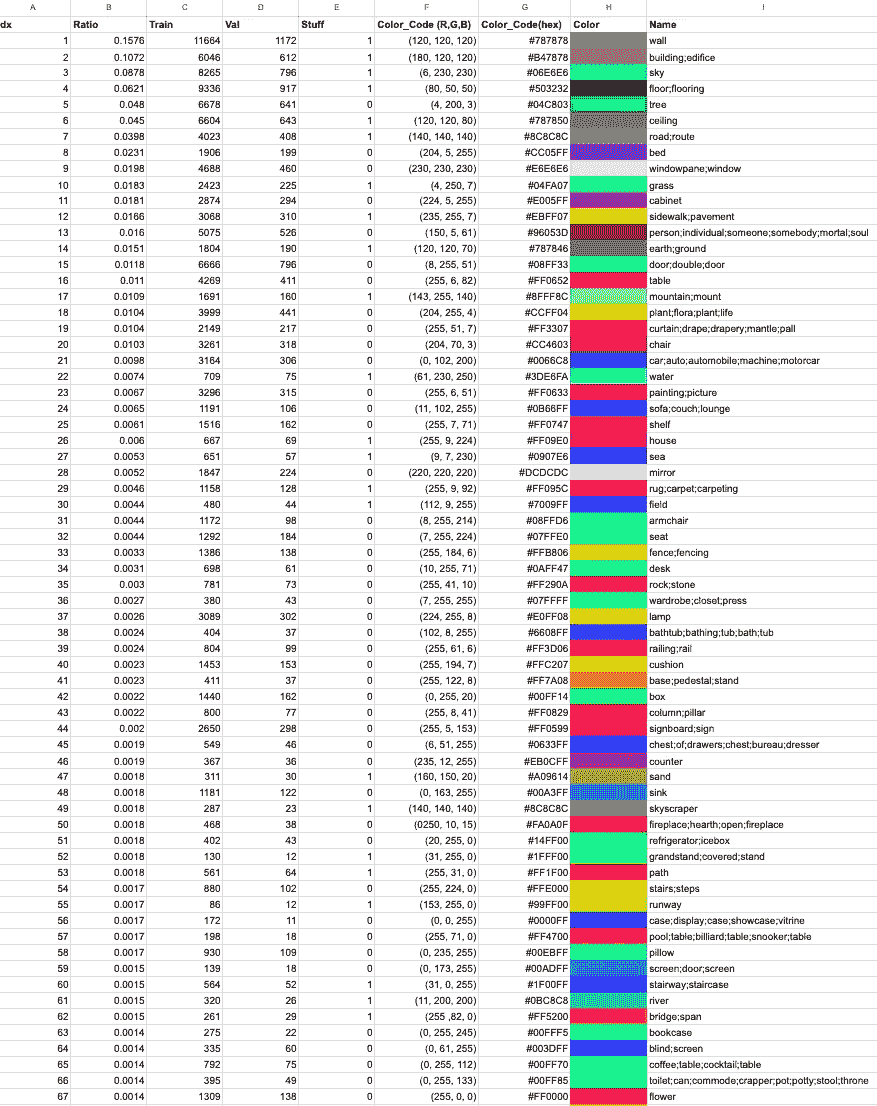 A B C D E F G H I
dx Ratio Train Val Stuff Color_Code (R,G,B) Color_Code(hex) Color Name
1 0.1576 11664 1172 1 (120, 120, 120) #787878 wall
2 0.1072 6046 612 1 (180, 120, 120) #B47878 building;edifice
3 0.0878 8265 796 1 (6, 230, 230) #06E6E6 sky
4 0.0621 9336 917 1 (80, 50, 50) #503232 floor;flooring
5 0.048 6678 641 0 (4, 200, 3) #04C803 tree
6 0.045 6604 643 1 (120, 120, 80) #787850 ceiling
7 0.0398 4023 408 1 (140, 140, 140) #8C8C8C road;route
8 0.0231 1906 199 0 (204, 5, 255) #CC05FF bed
9 0.0198 4688 460 0 (230, 230, 230) #E6E6E6 windowpane;window
10 0.0183 2423 225 1 (4, 250, 7) #04FA07 grass
11 0.0181 2874 294 0 (224, 5, 255) #E005FF cabinet
12 0.0166 3068 310 1 (235, 255, 7) #EBFF07 sidewalk;pavement
13 0.016 5075 526 0 (150, 5, 61) #96053D person;individual;someone;somebody;mortal;soul
14 0.0151 1804 190 1 (120, 120, 70) #787846 earth;ground
15 0.0118 6666 796 0 (8, 255, 51) #08FF33 door;double;door
16 0.011 4269 411 0 (255, 6, 82) #FF0652 table
17 0.0109 1691 160 1 (143, 255, 140) #8FFF8C mountain;mount
18 0.0104 3999 441 0 (204, 255, 4) #CCFF04 plant;flora;plant;life
19 0.0104 2149 217 0 (255, 51, 7) #FF3307 curtain;drape;drapery;mantle;pall
20 0.0103 3261 318 0 (204, 70, 3) #CC4603 chair
21 0.0098 3164 306 0 (0, 102, 200) #0066C8 car;auto;automobile;machine;motorcar
22 0.0074 709 75 1 (61, 230, 250) #3DE6FA water
23 0.0067 3296 315 0 (255, 6, 51) #FF0633 painting;picture
24 0.0065 1191 106 0 (11, 102, 255) #0B66FF sofa;couch;lounge
25 0.0061 1516 162 0 (255, 7, 71) #FF0747 shelf
26 0.006 667 69 1 (255, 9, 224) #FF09E0 house
27 0.0053 651 57 1 (9, 7, 230) #0907E6 sea
28 0.0052 1847 224 0 (220, 220, 220) #DCDCDC mirror
29 0.0046 1158 128 1 (255, 9, 92) #FF095C rug;carpet;carpeting
30 0.0044 480 44 1 (112, 9, 255) #7009FF field
31 0.0044 1172 98 0 (8, 255, 214) #08FFD6 armchair
32 0.0044 1292 184 0 (7, 255, 224) #07FFE0 seat
33 0.0033 1386 138 0 (255, 184, 6) #FFB806 fence;fencing
34 0.0031 698 61 0 (10, 255, 71) #0AFF47 desk
35 0.003 781 73 0 (255, 41, 10) #FF290A rock;stone
36 0.0027 380 43 0 (7, 255, 255) #07FFFF wardrobe;closet;press
37 0.0026 3089 302 0 (224, 255, 8) #E0FF08 lamp
38 0.0024 404 37 0 (102, 8, 255) #6608FF bathtub;bathing;tub;bath;tub
39 0.0024 804 99 0 (255, 61, 6) #FF3D06 railing;rail
40 0.0023 1453 153 0 (255, 194, 7) #FFC207 cushion
41 0.0023 411 37 0 (255, 122, 8) #FF7A08 base;pedestal;stand
42 0.0022 1440 162 0 (0, 255, 20) #00FF14 box
43 0.0022 800 77 0 (255, 8, 41) #FF0829 column;pillar
44 0.002 2650 298 0 (255, 5, 153) #FF0599 signboard;sign
45 0.0019 549 46 0 (6, 51, 255) #0633FF chest;of;drawers;chest;bureau;dresser
46 0.0019 367 36 0 (235, 12, 255) #EB0CFF counter
47 0.0018 311 30 1 (160, 150, 20) #A09614 sand
48 0.0018 1181 122 0 (0, 163, 255) #00A3FF sink
49 0.0018 287 23 1 (140, 140, 140) #8C8C8C skyscraper
50 0.0018 468 38 0 (0250, 10, 15) #FA0A0F fireplace;hearth;open;fireplace
51 0.0018 402 43 0 (20, 255, 0) #14FF00 refrigerator;icebox
52 0.0018 130 12 1 (31, 255, 0) #1FFF00 grandstand;covered;stand
53 0.0018 561 64 1 (255, 31, 0) #FF1F00 path
54 0.0017 880 102 0 (255, 224, 0) #FFE000 stairs;steps
55 0.0017 86 12 1 (153, 255, 0) #99FF00 runway
56 0.0017 172 11 0 (0, 0, 255) #0000FF case;display;case;showcase;vitrine
57 0.0017 198 18 0 (255, 71, 0) #FF4700 pool;table;billiard;table;snooker;table
58 0.0017 930 109 0 (0, 235, 255) #00EBFF pillow
59 0.0015 139 18 0 (0, 173, 255) #00ADFF screen;door;screen
60 0.0015 564 52 1 (31, 0, 255) #1F00FF stairway;staircase
61 0.0015 320 26 1 (11, 200, 200) #0BC8C8 river
62 0.0015 261 29 1 (255 ,82, 0) #FF5200 bridge;span
63 0.0014 275 22 0 (0, 255, 245) #00FFF5 bookcase
64 0.0014 335 60 0 (0, 61, 255) #003DFF blind;screen
65 0.0014 792 75 0 (0, 255, 112) #00FF70 coffee;table;cocktail;table
66 0.0014 395 49 0 (0, 255, 133) #00FF85 toilet;can;commode;crapper;pot;potty;stool;throne
67 0.0014 1309 138 0 (255, 0, 0) #FF0000 flower